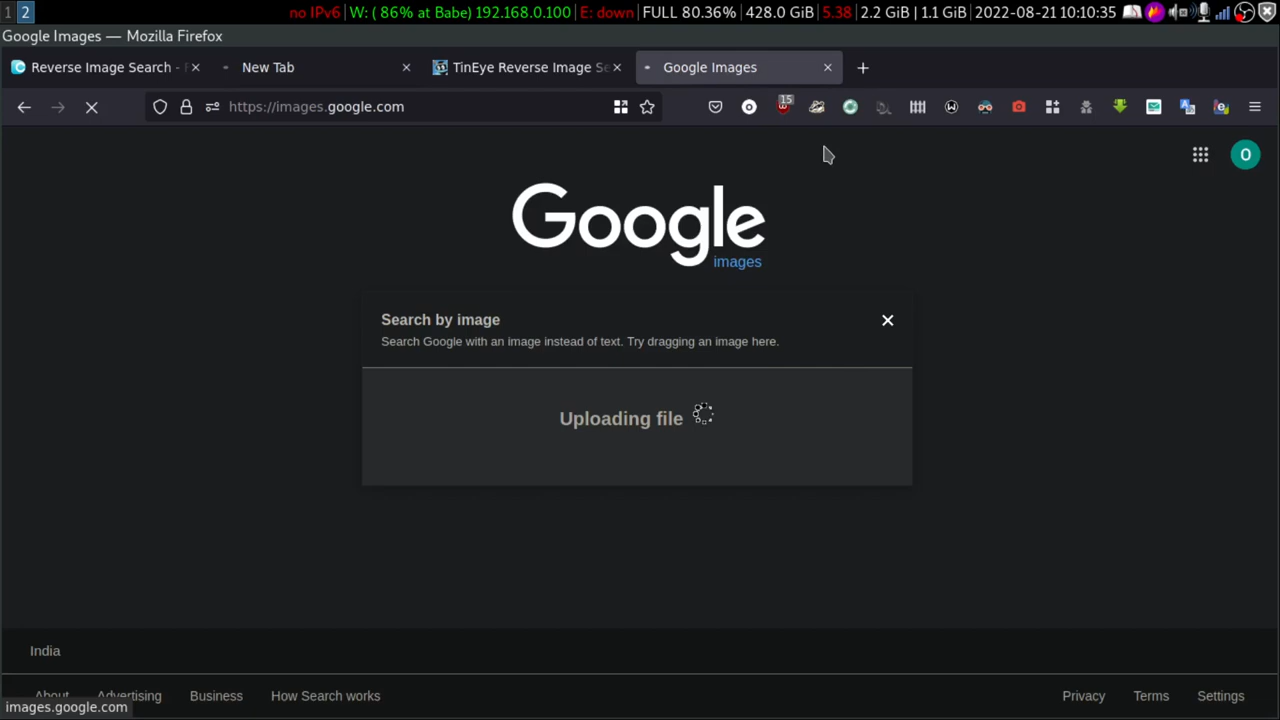 1 2 no IPv6| W: ( 86% at Babe) 192.168.0.100| E: down| FULL 80.36%| 428.0 GiB| 5.38| 2.2 GiB | 1.1 GiB| 2022-08-21 10:10:35
Google Images — Mozilla Firefox
Reverse Image Search - F New Tab TinEye Reverse Image Se Google Images
https://images.google.com 15
O
Google
images
Search by image
Search Google with an image instead of text. Try dragging an image here.
Uploading file
India
About Advertising Business How Search works Privacy Terms Settings
images.google.com